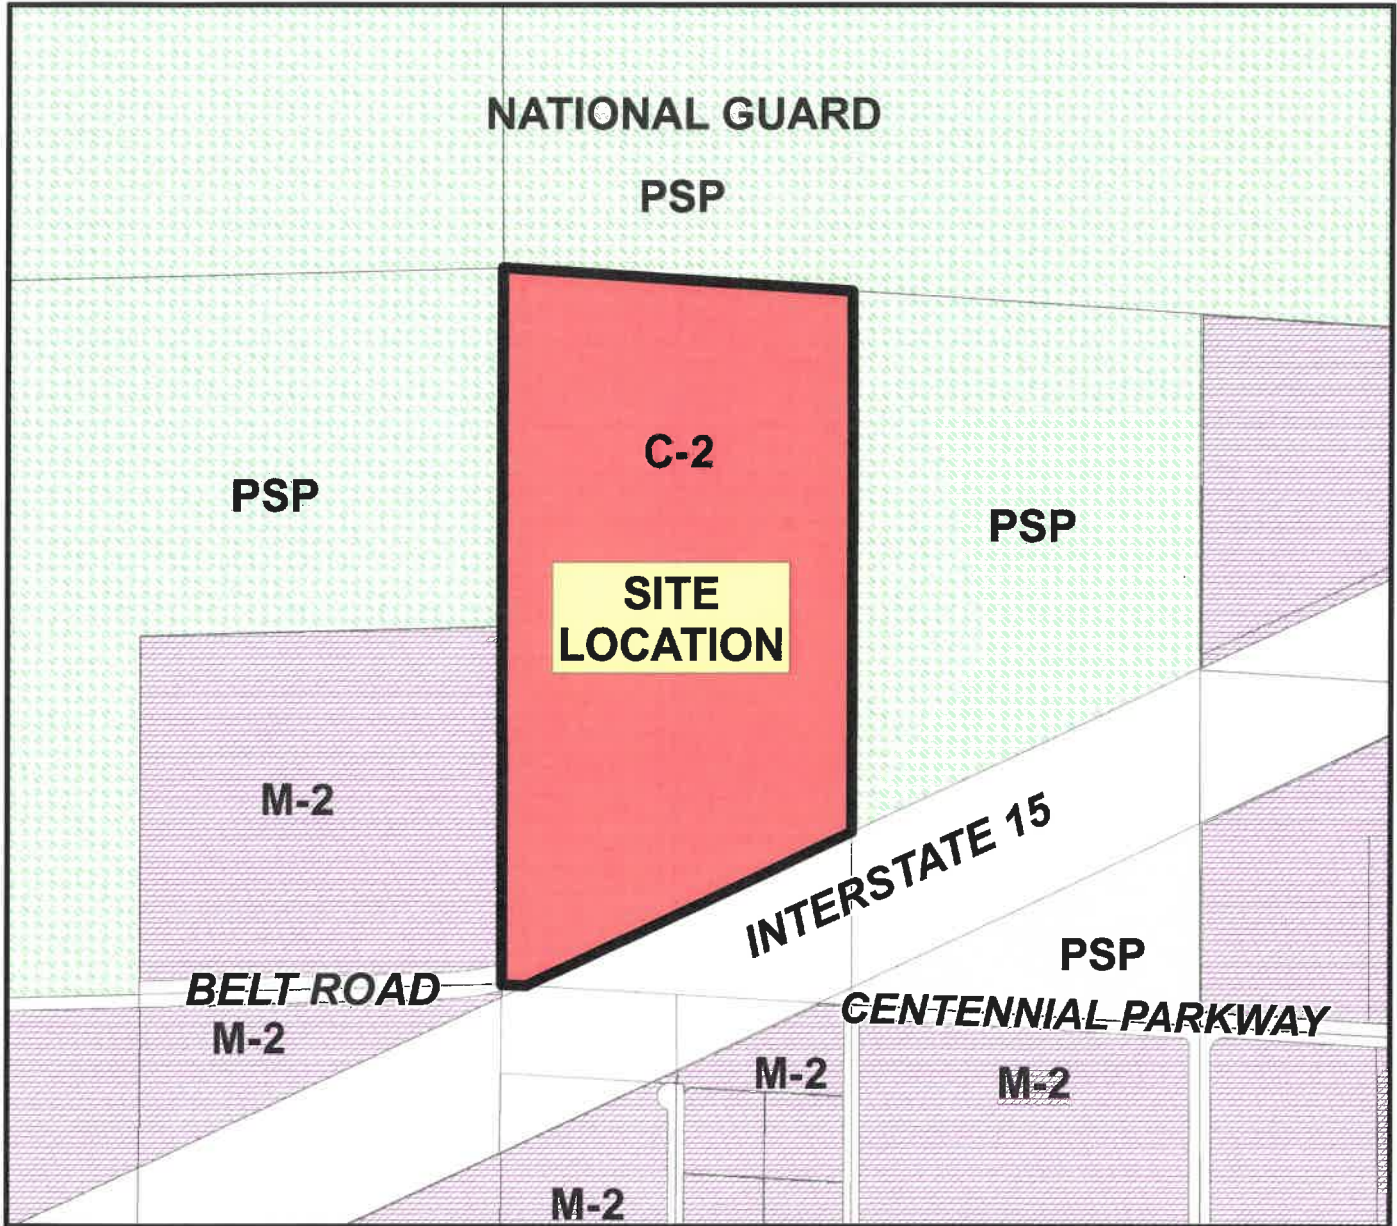 NATIONAL GUARD
PSP
C-2
PSP
PSP
SITE
LOCATION
M-2
INTERSTATE 15
PSP
BELT ROAD
CENTENNIAL PARKWAY
M-2
M-2
M-2
M-2